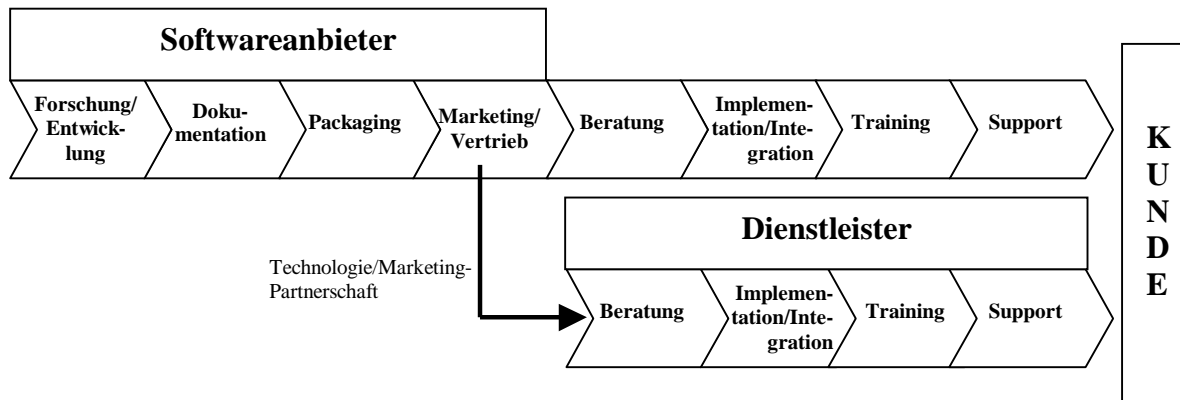 Softwareanbieter
Forschung/
Entwick-
lung
Doku-
mentation
Packaging
Marketing/
Vertrieb
Beratung
Implemen-
tation/Inte-
gration
Training
Support
Technologie/Marketing-
Partnerschaft
Dienstleister
Beratung
Implemen-
tation/Inte-
gration
Training
Support
K
U
N
D
E